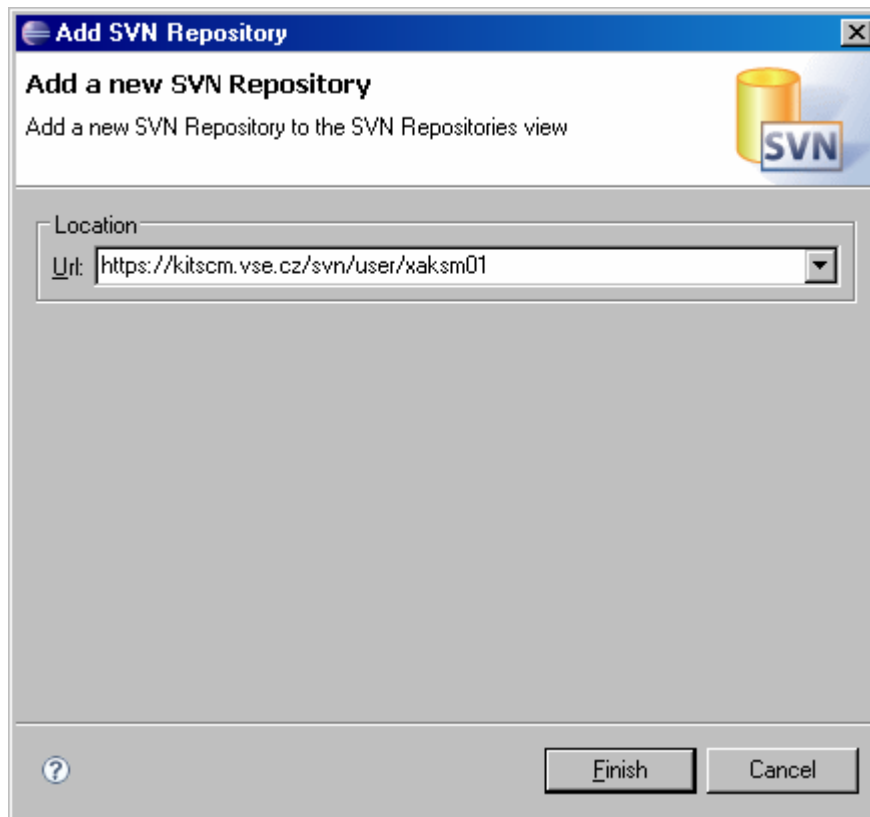 Add SVN Repository
Add a new SVN Repository
Add a new SVN Repository to the SVN Repositories view
SVN
Location
Url: https://kitscm.vse.cz/svn/user/xaksm01
?
Finish Cancel